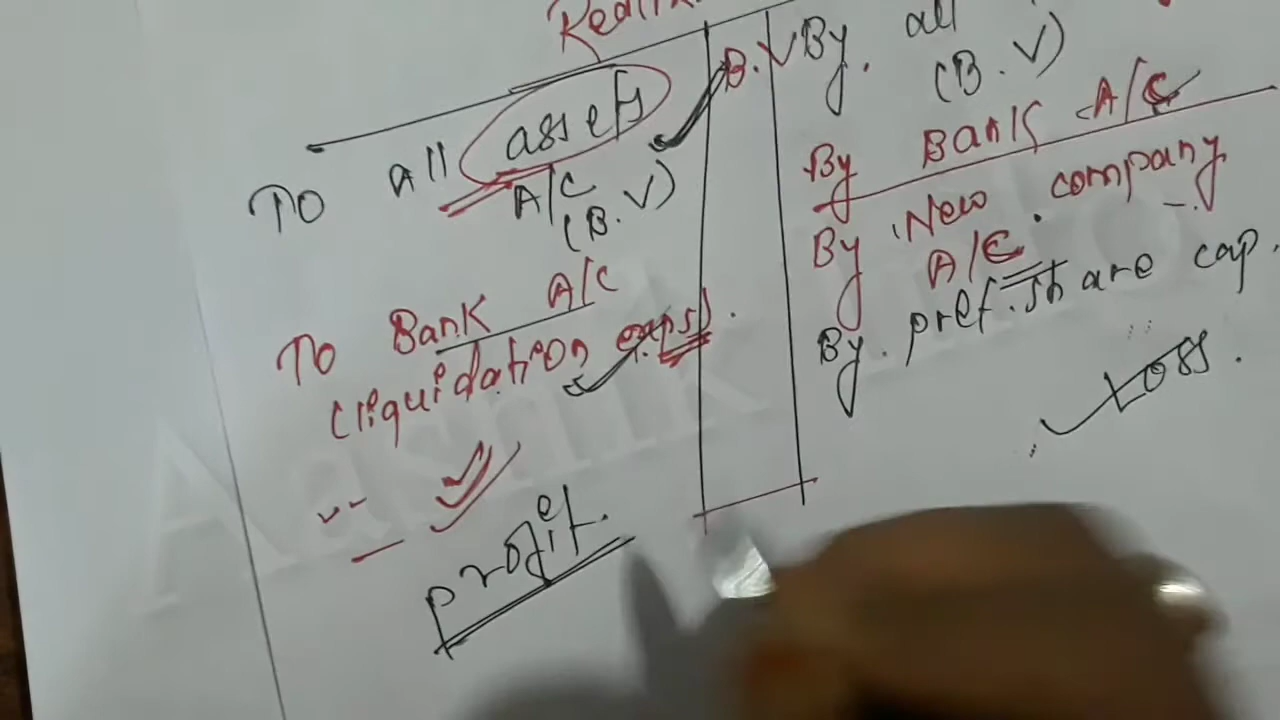 To all assets B.V
A/C
(B.V)
To Bank A/C
(liquidation exps).
profit.
By all
(B.V)
By Bank A/C
By New company
A/C
By pref.share cap.
Loss.
Aashik